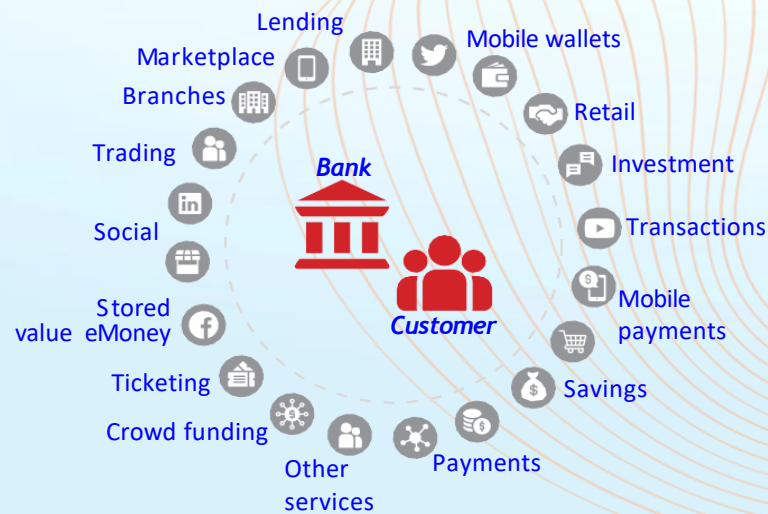 Lending
Mobile wallets
Marketplace
Branches
Retail
Trading
Bank
Investment
in
Social
Transactions
Stored
value eMoney
Mobile
payments
f
Customer
Ticketing
Savings
Crowd funding
Other
services
Payments